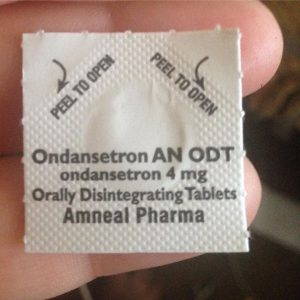 PEEL TO OPEN
PEEL TO OPEN
Ondansetron AN ODT
ondansetron 4 mg
Orally Disintegrating Tablets
Amneal Pharma